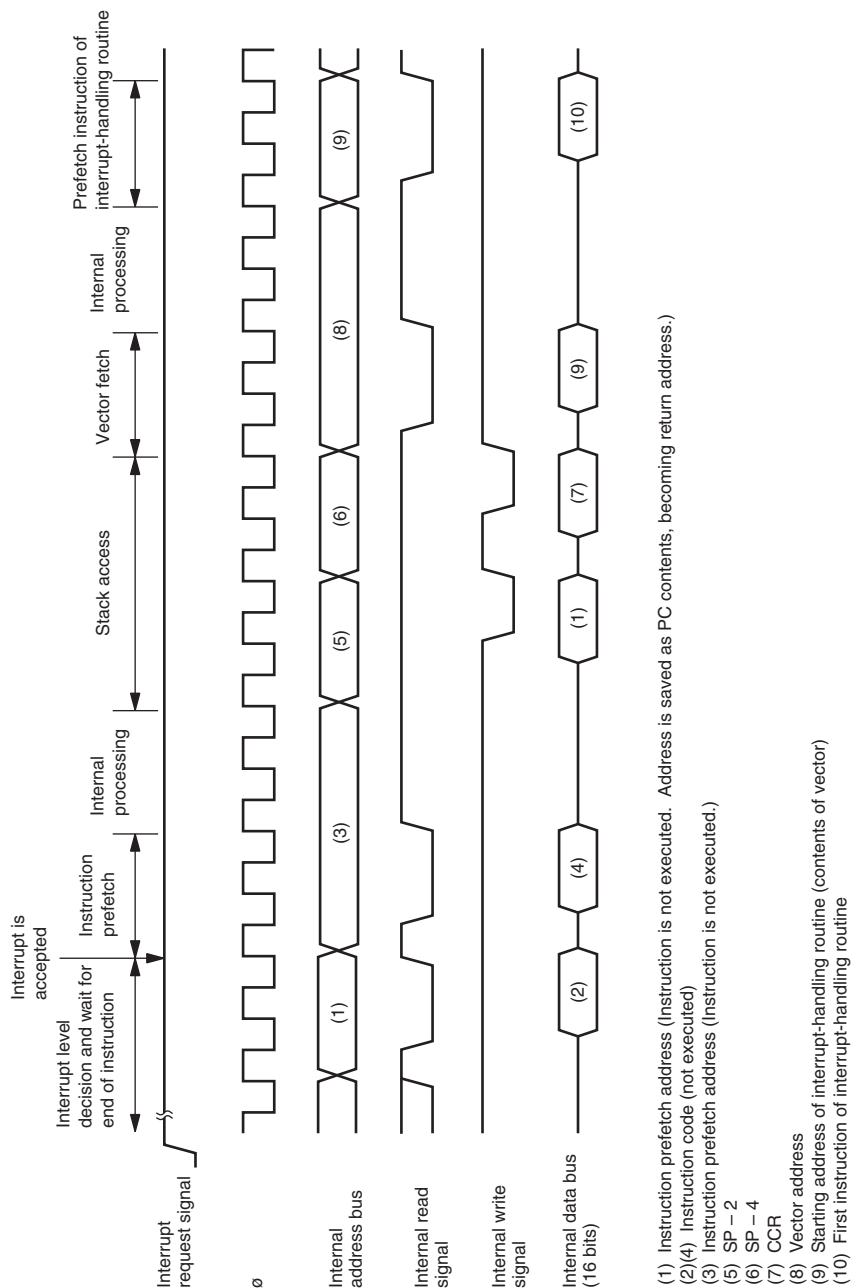 Interrupt is
accepted
Interrupt level
decision and wait for
end of instruction
Instruction
prefetch
Internal
processing
Stack access
Vector fetch
Internal
processing
Prefetch instruction of
interrupt-handling routine
Interrupt
request signal
ø
Internal
address bus
(1)
(3)
(5)
(6)
(8)
(9)
Internal read
signal
Internal write
signal
Internal data bus
(16 bits)
(2)
(4)
(1)
(7)
(9)
(10)
(1) Instruction prefetch address (Instruction is not executed. Address is saved as PC contents, becoming return address.)
(2)(4) Instruction code (not executed)
(3) Instruction prefetch address (Instruction is not executed.)
(5) SP – 2
(6) SP – 4
(7) CCR
(8) Vector address
(9) Starting address of interrupt-handling routine (contents of vector)
(10) First instruction of interrupt-handling routine